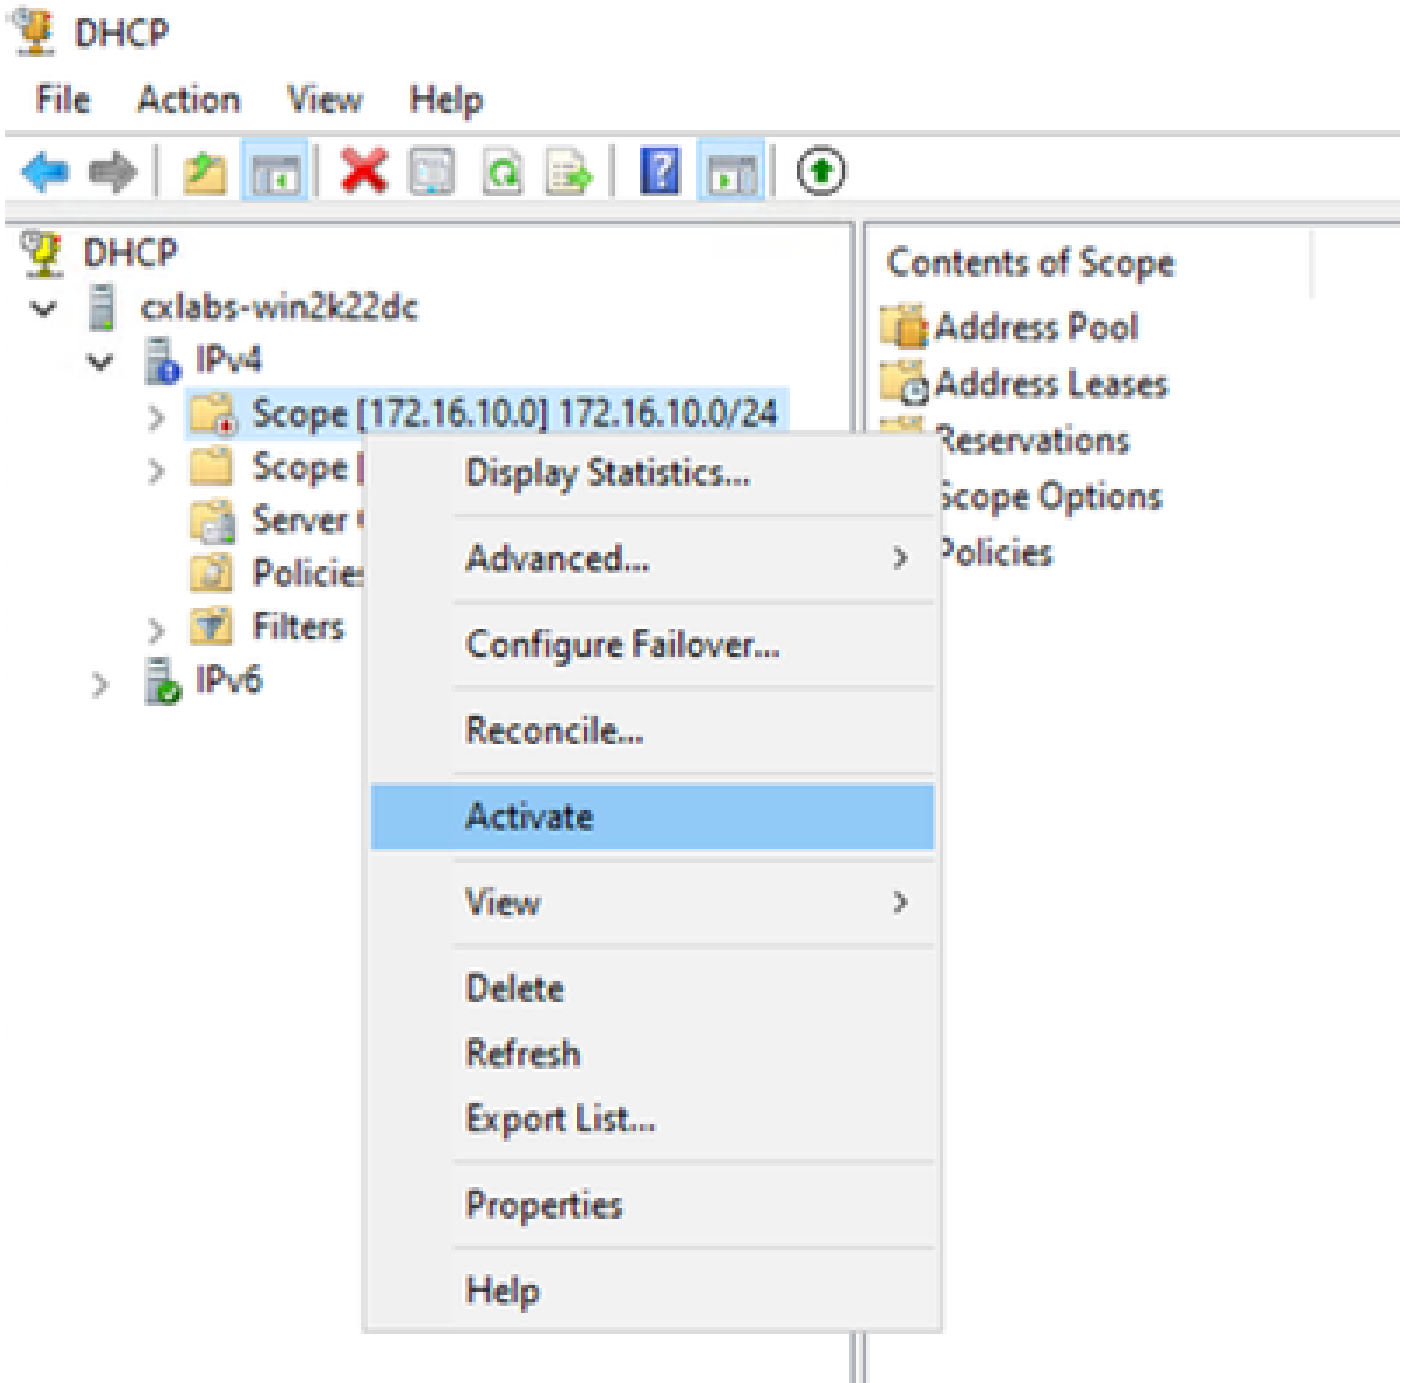 DHCP
File Action View Help
DHCP
cxlabs-win2k22dc
IPv4
Scope [172.16.10.0] 172.16.10.0/24
Scope [
Server
Policies
Filters
IPv6
Display Statistics...
Advanced...
Configure Failover...
Reconcile...
Activate
View
Delete
Refresh
Export List...
Properties
Help
Contents of Scope
Address Pool
Address Leases
Reservations
Scope Options
Policies